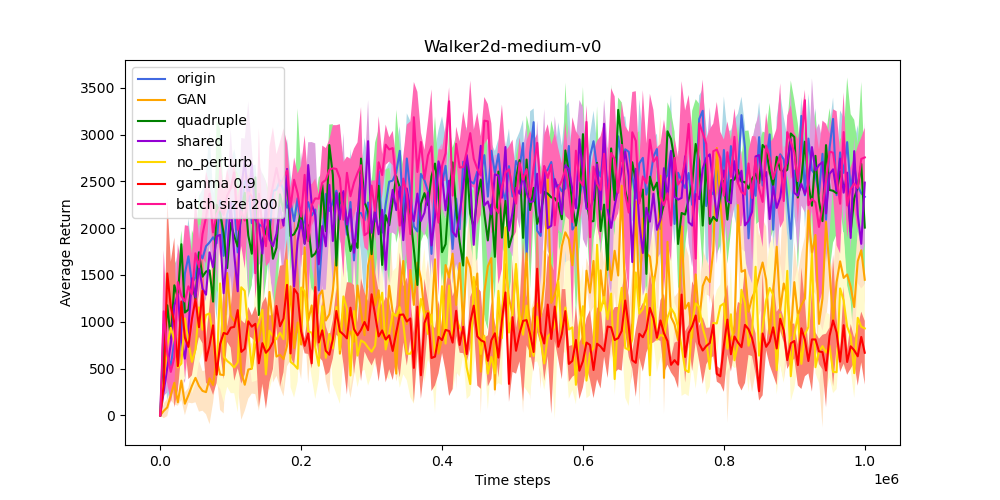 Walker2d-medium-v0
Average Return
3500
3000
2500
2000
1500
1000
500
0
origin
GAN
quadruple
shared
no_perturb
gamma 0.9
batch size 200
0.0 0.2 0.4 0.6 0.8 1.0
1e6
Time steps